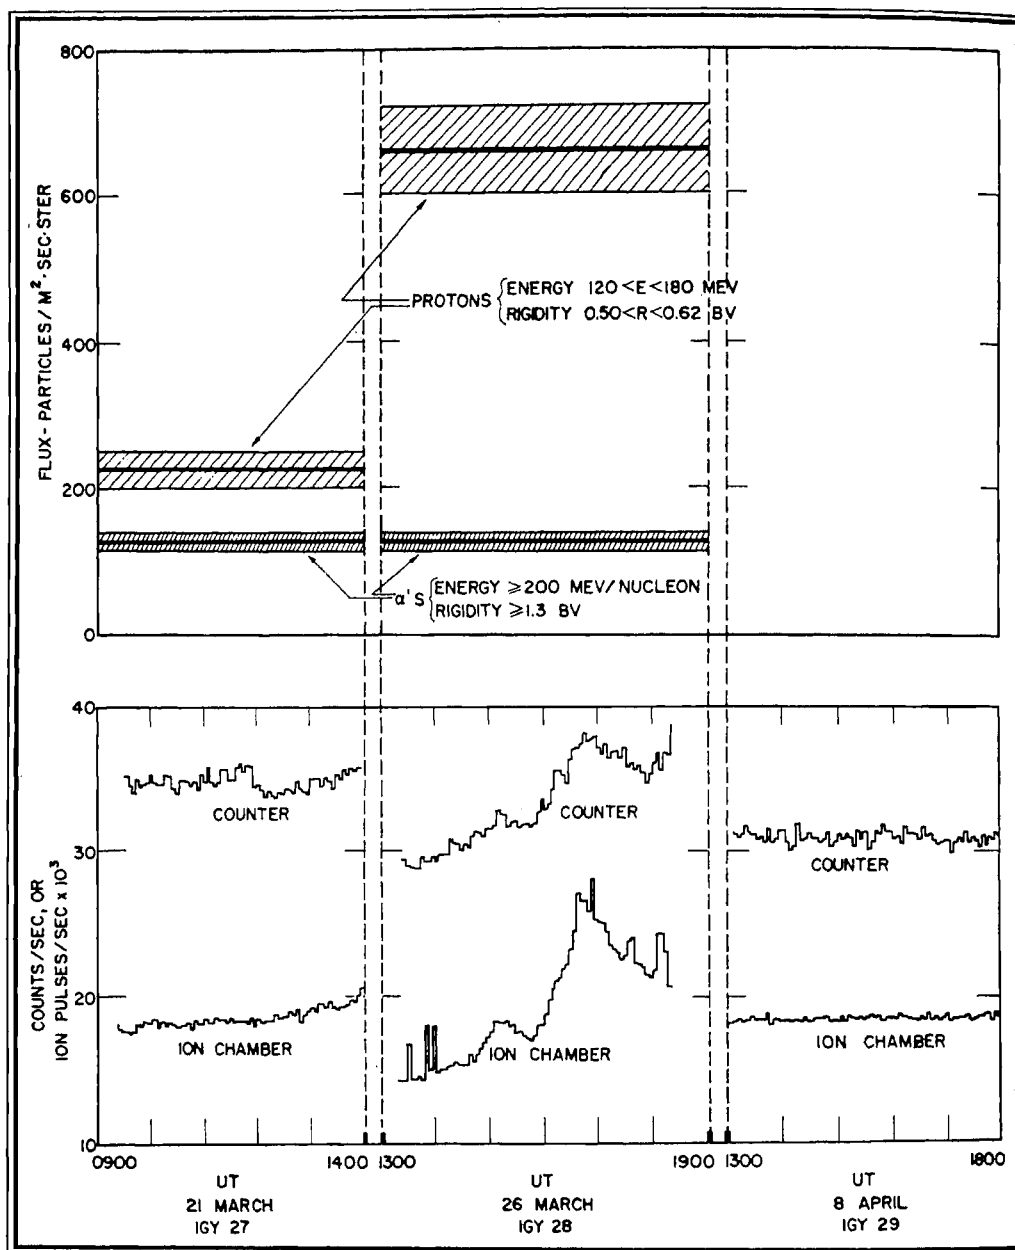 800
600
400
200
0
FLUX - PARTICLES / M²·SEC·STER
PROTONS { ENERGY 120 < E < 180 MEV
RIGIDITY 0.50 < R < 0.62 BV
α'S { ENERGY ≥ 200 MEV/NUCLEON
RIGIDITY ≥ 1.3 BV
40
30
20
10
COUNTS/SEC, OR
ION PULSES/SEC x 10³
COUNTER
COUNTER
COUNTER
ION CHAMBER
ION CHAMBER
ION CHAMBER
0900 1400 1300 1900 1300 1800
UT UT UT
21 MARCH 26 MARCH 8 APRIL
IGY 27 IGY 28 IGY 29